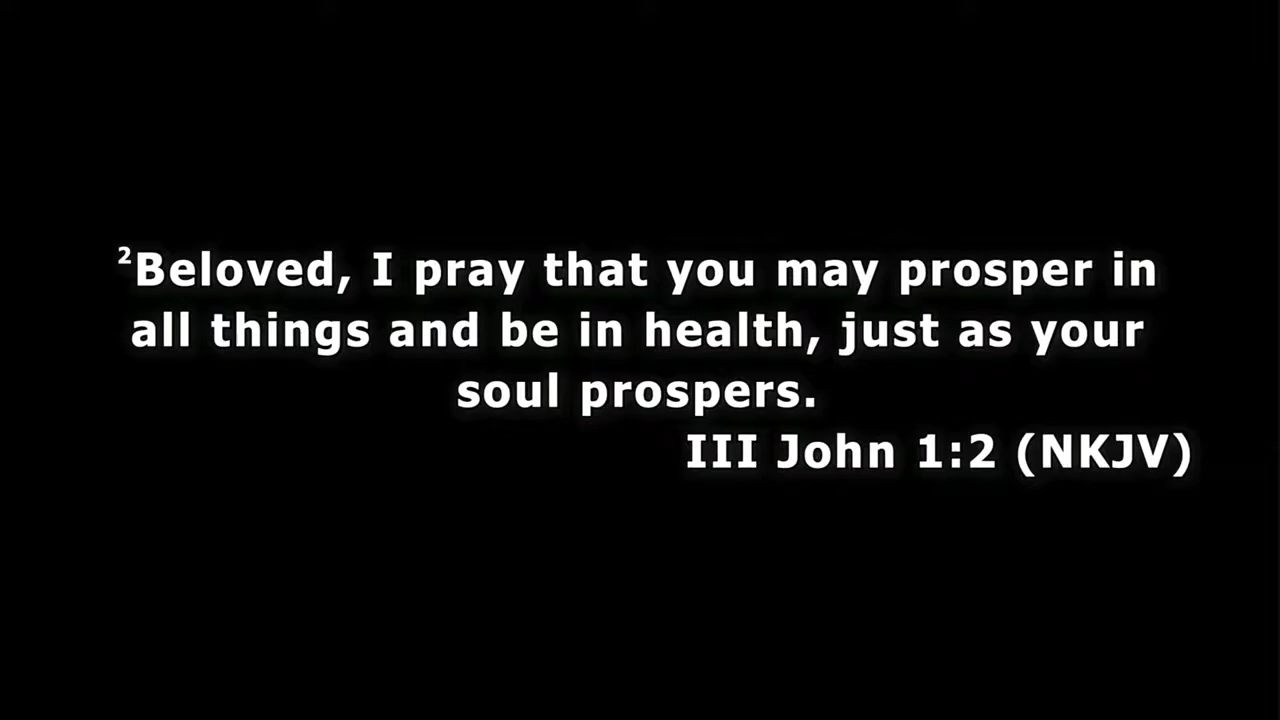 ²Beloved, I pray that you may prosper in
all things and be in health, just as your
soul prospers.
III John 1:2 (NKJV)